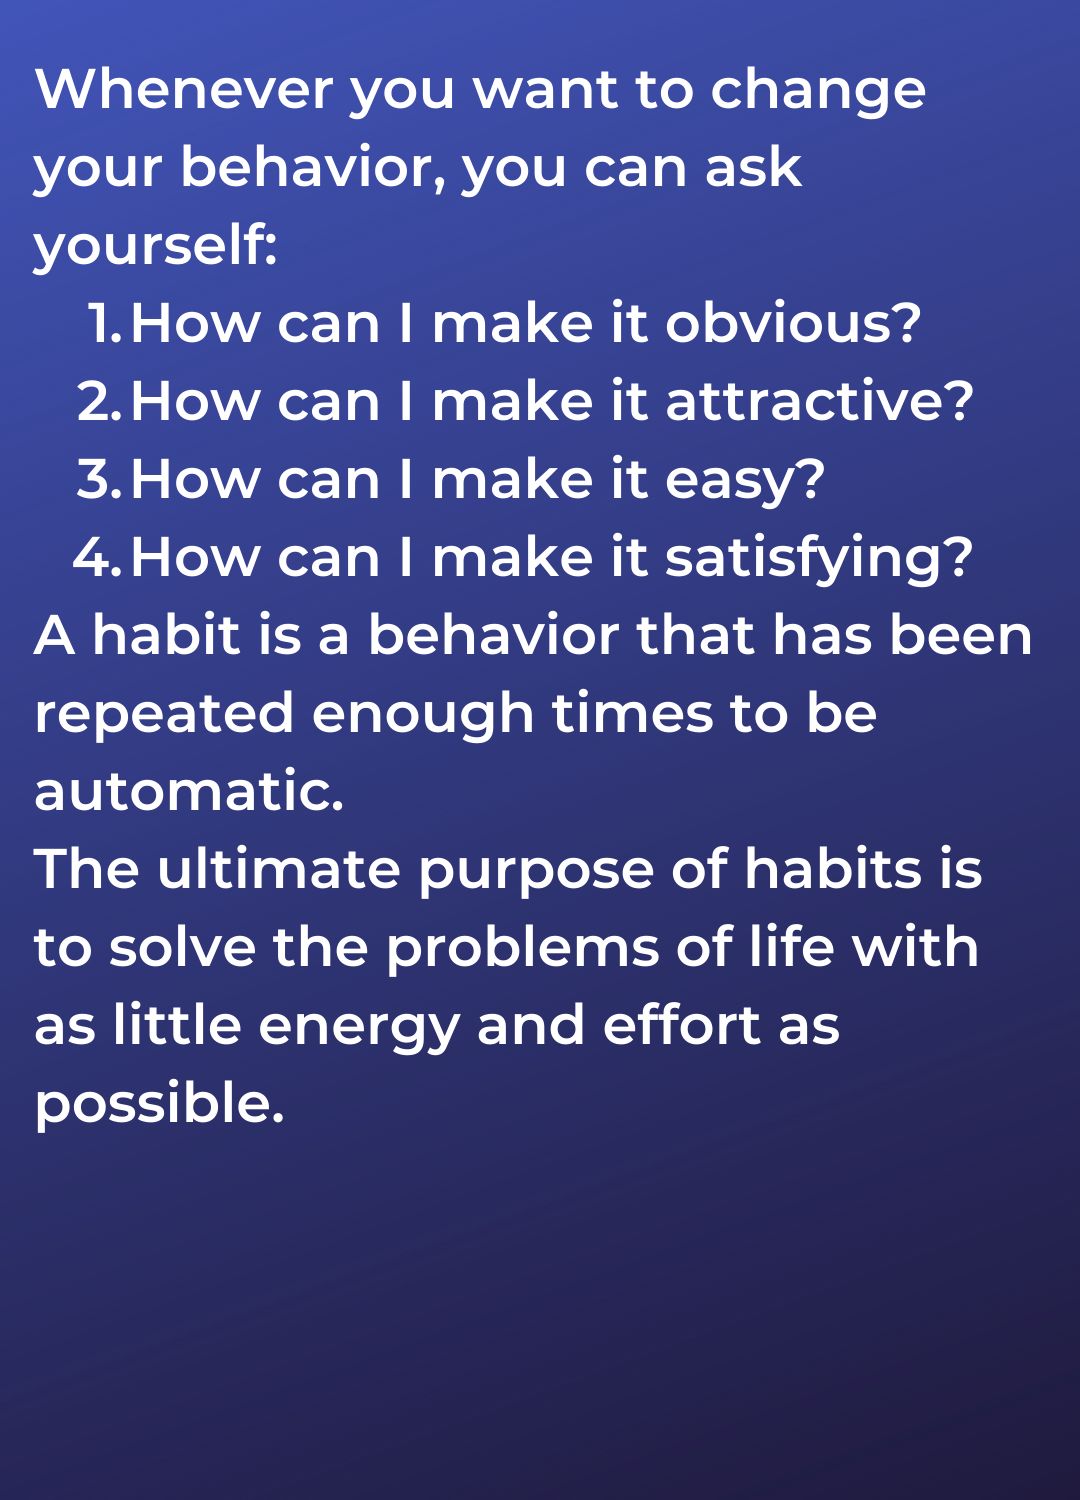 Whenever you want to change
your behavior, you can ask
yourself:
1. How can I make it obvious?
2. How can I make it attractive?
3. How can I make it easy?
4. How can I make it satisfying?
A habit is a behavior that has been
repeated enough times to be
automatic.
The ultimate purpose of habits is
to solve the problems of life with
as little energy and effort as
possible.